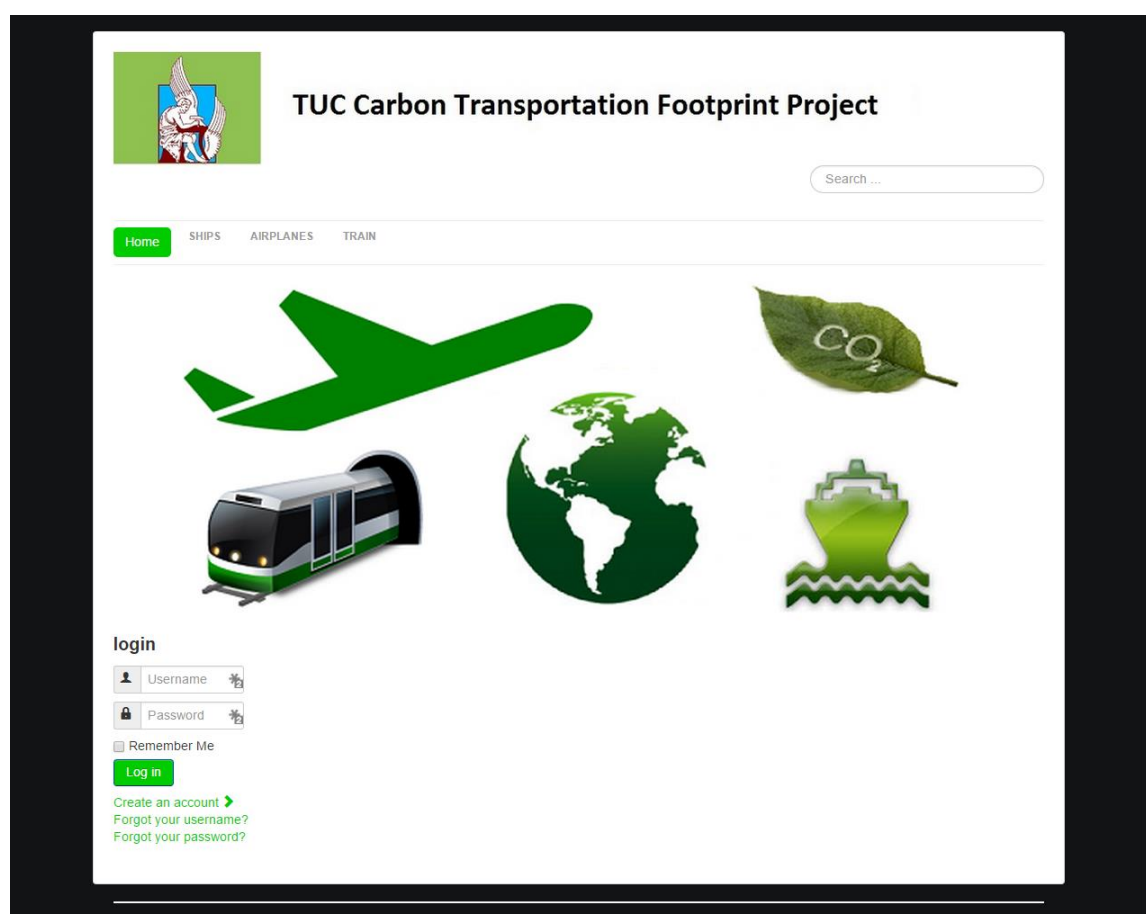 TUC Carbon Transportation Footprint Project
Search ...
Home SHIPS AIRPLANES TRAIN
CO2
login
Username
Password
Remember Me
Log in
Create an account
Forgot your username?
Forgot your password?